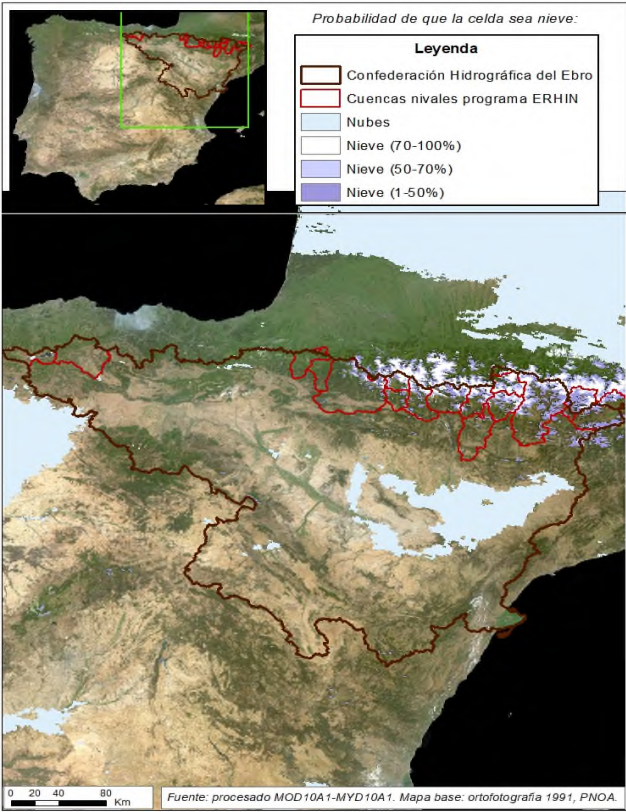 Probabilidad de que la celda sea nieve:
Leyenda
Confederación Hidrográfica del Ebro
Cuencas nivales programa ERHIN
Nubes
Nieve (70-100%)
Nieve (50-70%)
Nieve (1-50%)
0 20 40 80
Km
Fuente: procesado MOD10A1-MYD10A1. Mapa base: ortofotografia 1991, PNOA.